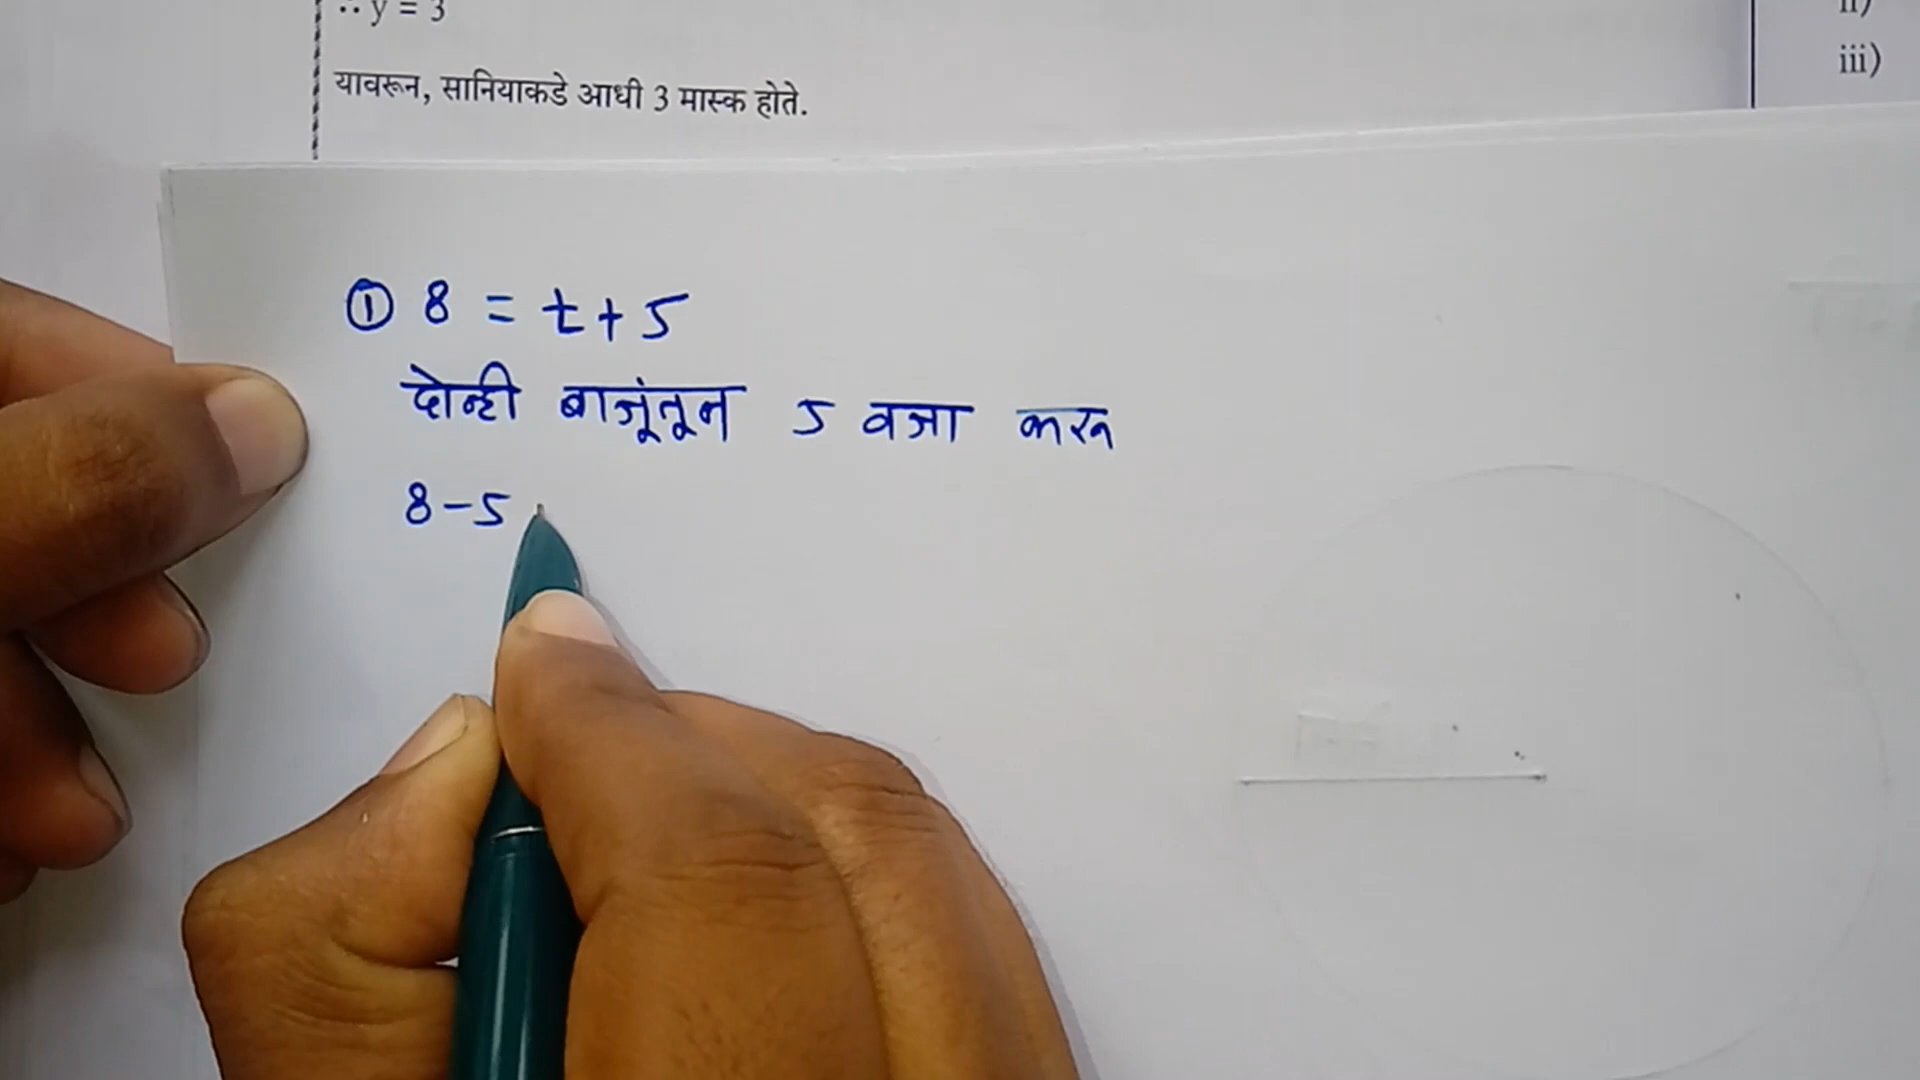 ∴ y = 3
यावरून, सानियाकडे आधी 3 मास्क होते.
iii)
① 8 = t + 5
दोन्ही बाजूंतून 5 वजा करू
8 - 5